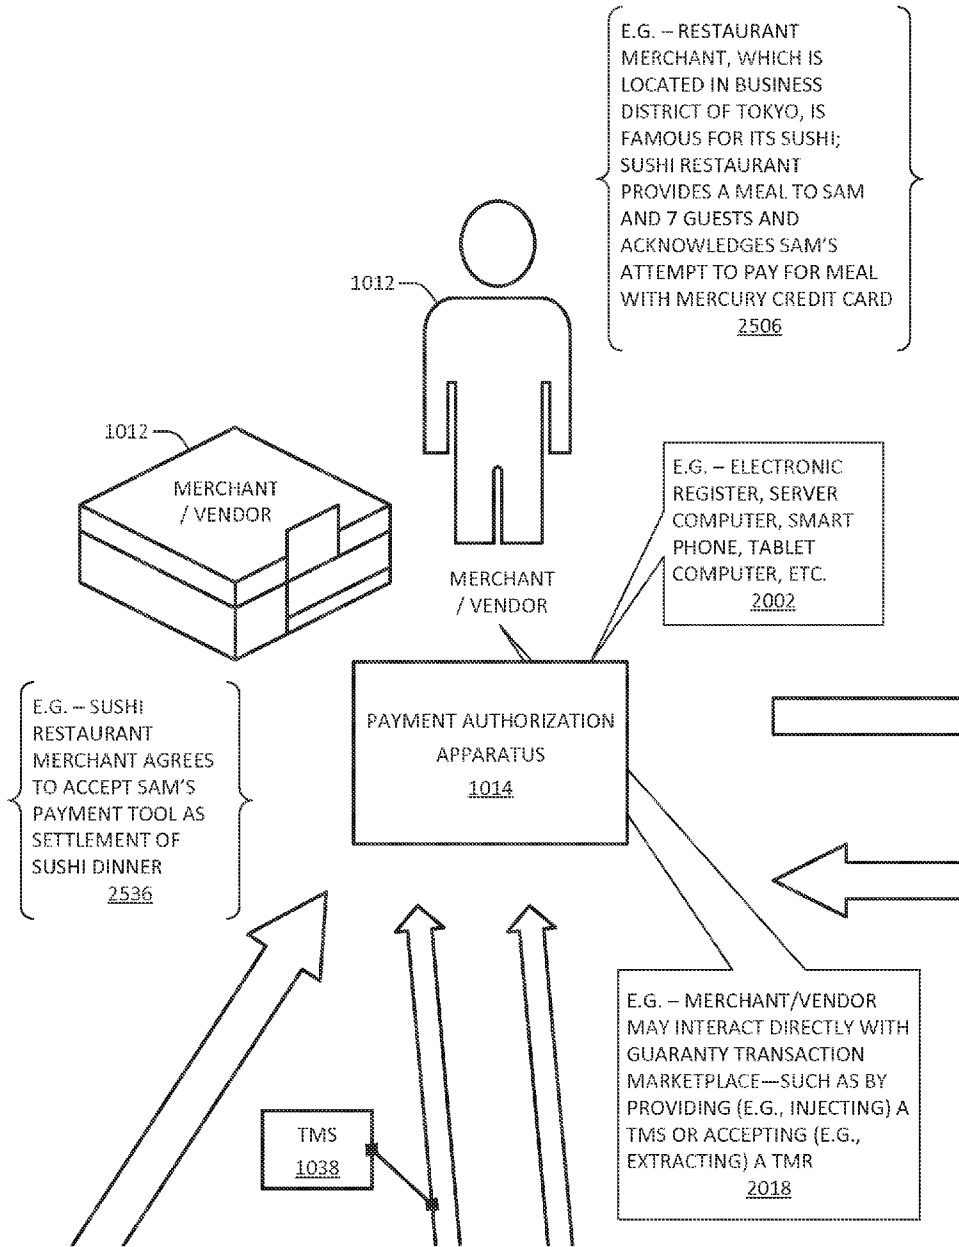 E.G. – RESTAURANT
MERCHANT, WHICH IS
LOCATED IN BUSINESS
DISTRICT OF TOKYO, IS
FAMOUS FOR ITS SUSHI;
SUSHI RESTAURANT
PROVIDES A MEAL TO SAM
AND 7 GUESTS AND
ACKNOWLEDGES SAM'S
ATTEMPT TO PAY FOR MEAL
WITH MERCURY CREDIT CARD
2506
1012
1012
MERCHANT
/ VENDOR
E.G. – ELECTRONIC
REGISTER, SERVER
COMPUTER, SMART
PHONE, TABLET
COMPUTER, ETC.
2002
MERCHANT
/ VENDOR
E.G. – SUSHI
RESTAURANT
MERCHANT AGREES
TO ACCEPT SAM'S
PAYMENT TOOL AS
SETTLEMENT OF
SUSHI DINNER
2536
PAYMENT AUTHORIZATION
APPARATUS
1014
E.G. – MERCHANT/VENDOR
MAY INTERACT DIRECTLY WITH
GUARANTY TRANSACTION
MARKETPLACE—SUCH AS BY
PROVIDING (E.G., INJECTING) A
TMS OR ACCEPTING (E.G.,
EXTRACTING) A TMR
2018
TMS
1038